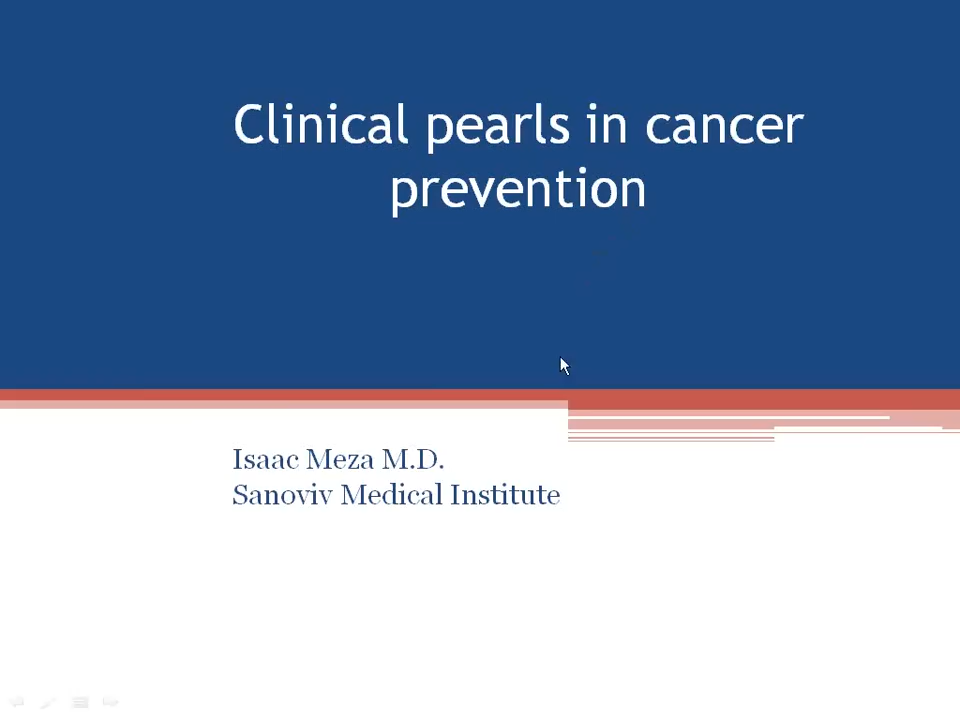 Clinical pearls in cancer
prevention
Isaac Meza M.D.
Sanoviv Medical Institute